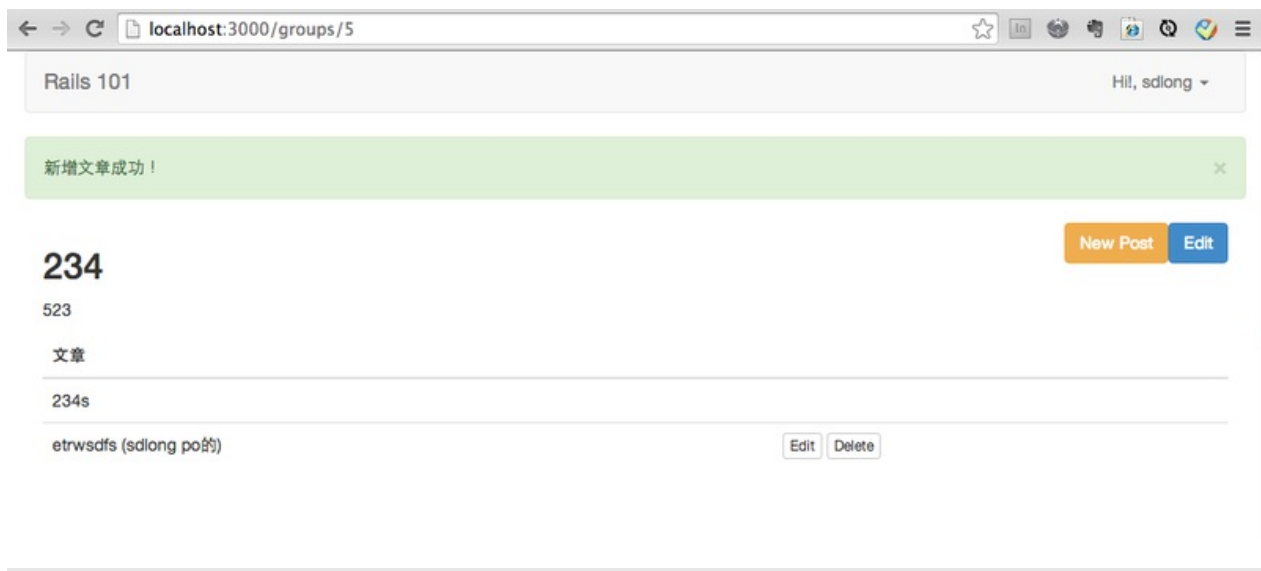 localhost:3000/groups/5
Rails 101
Hi!, sdlong
新增文章成功！
×
New Post Edit
234
523
文章
234s
etrwsdfs (sdlong po的) Edit Delete